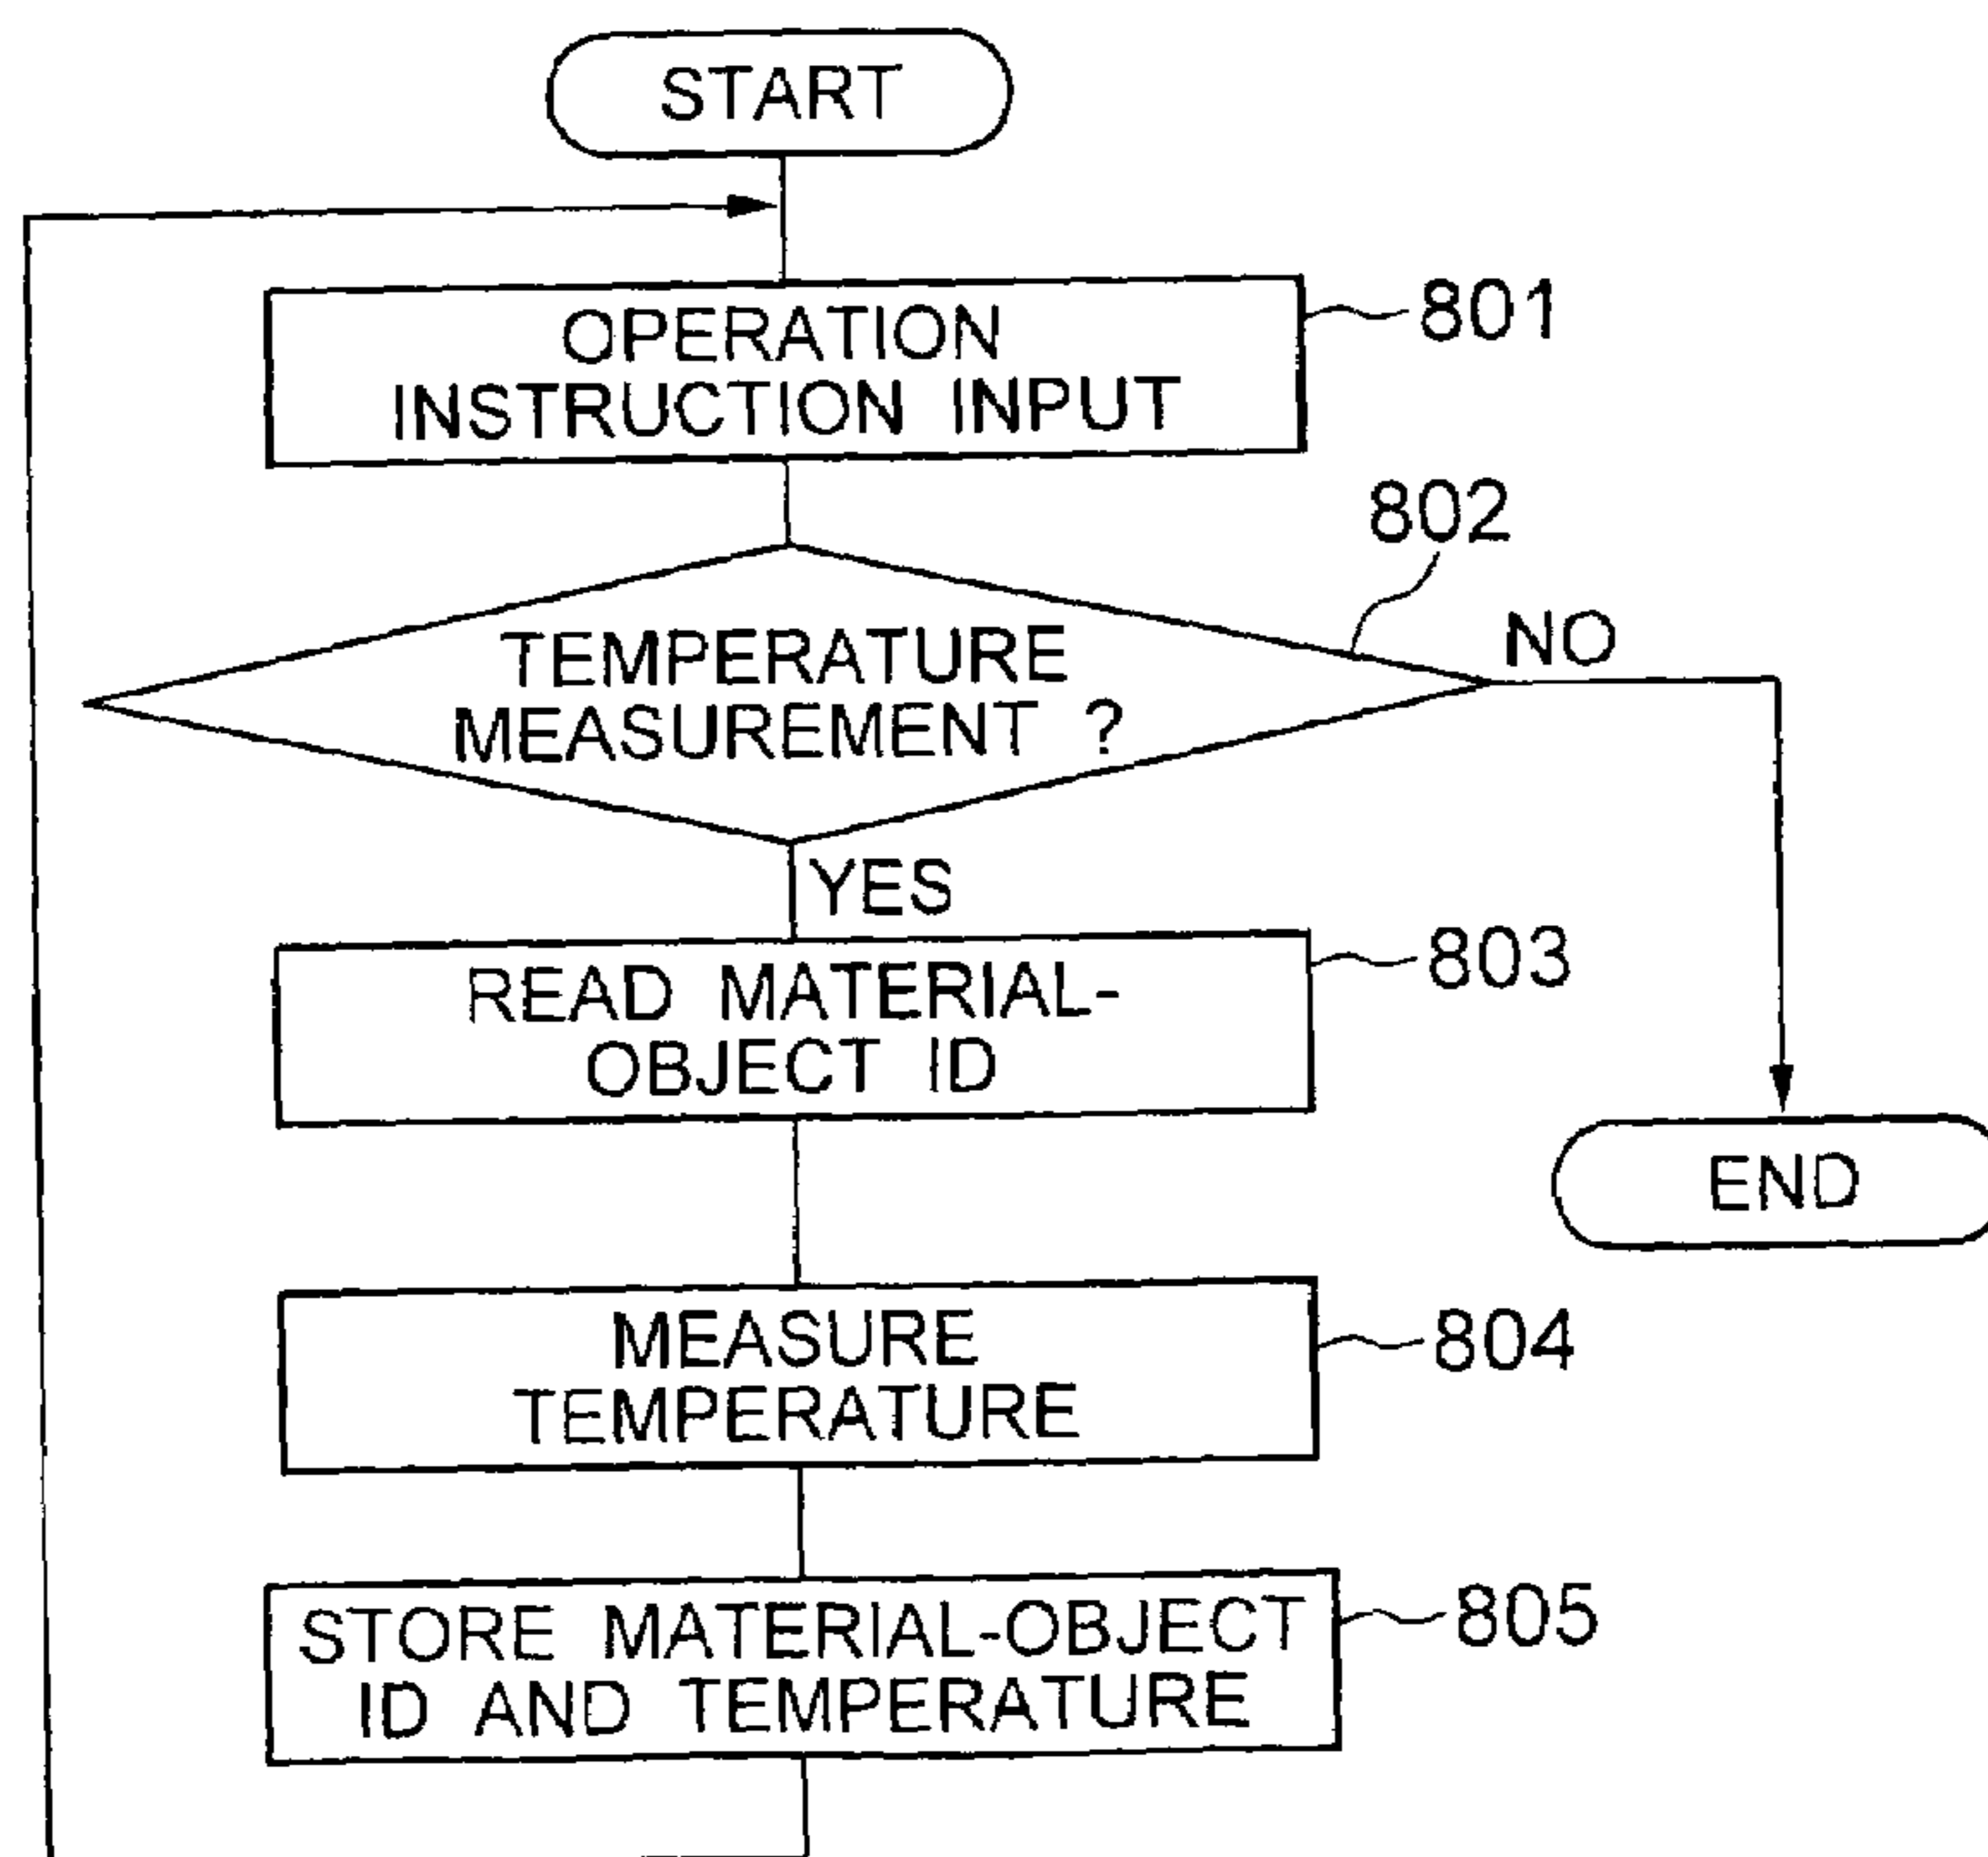 START
OPERATION
INSTRUCTION INPUT
801
802
TEMPERATURE
MEASUREMENT ?
NO
YES
READ MATERIAL-
OBJECT ID
803
END
MEASURE
TEMPERATURE
804
STORE MATERIAL-OBJECT
ID AND TEMPERATURE
805